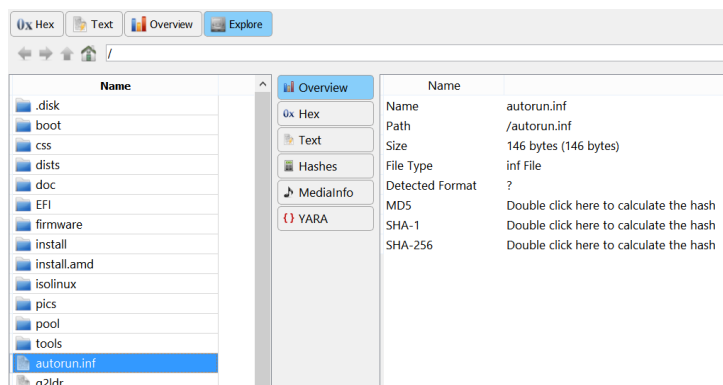 0x Hex Text Overview Explore
/
Name
.disk
boot
css
dists
doc
EFI
firmware
install
install.amd
isolinux
pics
pool
tools
autorun.inf
g2ldr
Overview
0x Hex
Text
Hashes
MediaInfo
{} YARA
Name
Name autorun.inf
Path /autorun.inf
Size 146 bytes (146 bytes)
File Type inf File
Detected Format ?
MD5 Double click here to calculate the hash
SHA-1 Double click here to calculate the hash
SHA-256 Double click here to calculate the hash